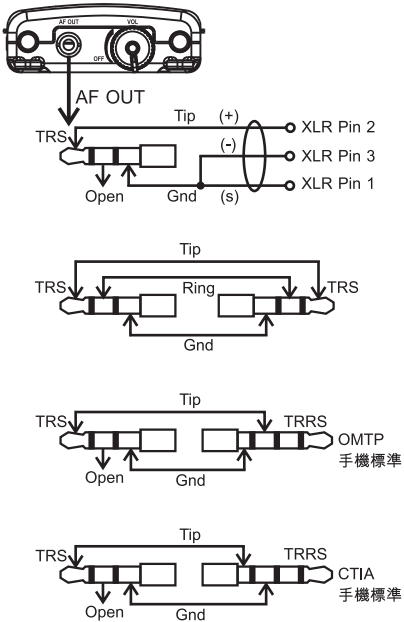 AF OUT VOL
OFF
AF OUT
Tip (+)
XLR Pin 2
TRS
(-)
XLR Pin 3
XLR Pin 1
Open Gnd (s)
Tip
TRS Ring TRS
Gnd
Tip
TRS TRRS
OMTP
手機標準
Open Gnd
Tip
TRS TRRS
CTIA
手機標準
Open Gnd